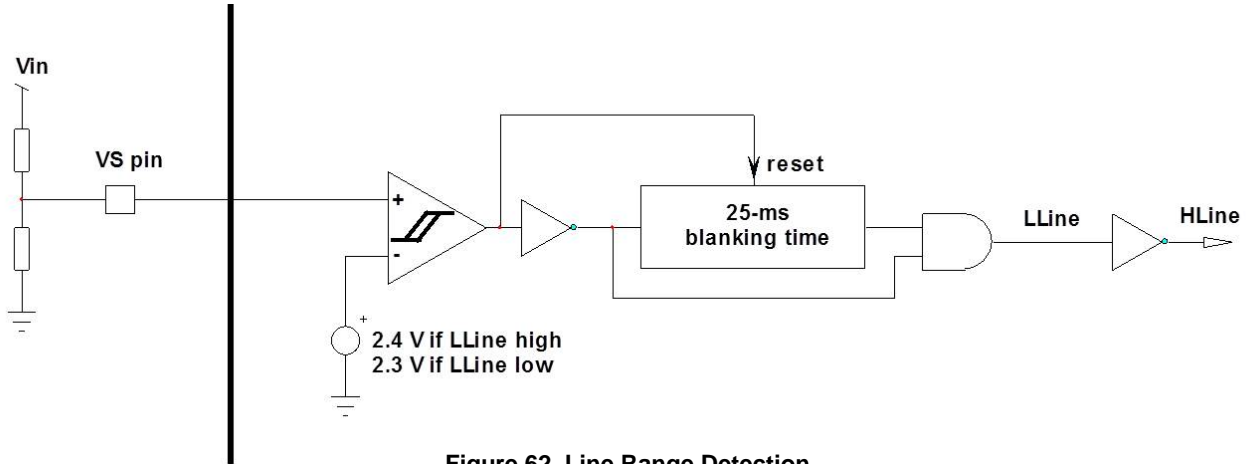 Vin
VS pin
+
-
+
2.4 V if LLine high
2.3 V if LLine low
reset
25-ms
blanking time
LLine
HLine
Figure 62. Line Range Detection